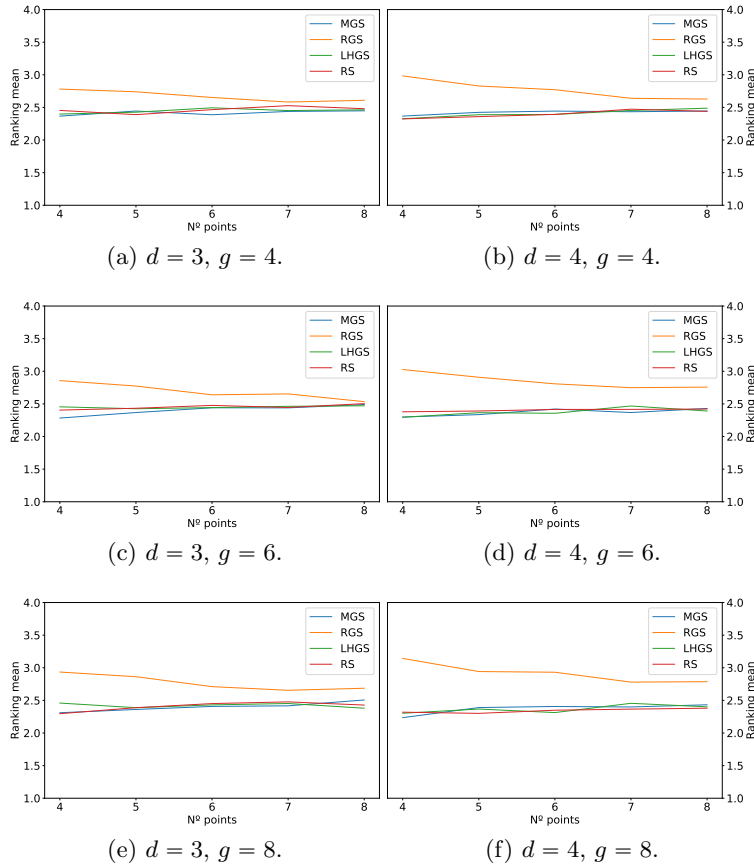 4.0
3.5
3.0
2.5
2.0
1.5
1.0
Ranking mean
4 5 6 7 8
Nº points
MGS
RGS
LHGS
RS
(a) d = 3, g = 4.
4.0
3.5
3.0
2.5
2.0
1.5
1.0
Ranking mean
4 5 6 7 8
Nº points
MGS
RGS
LHGS
RS
(b) d = 4, g = 4.
4.0
3.5
3.0
2.5
2.0
1.5
1.0
Ranking mean
4 5 6 7 8
Nº points
MGS
RGS
LHGS
RS
(c) d = 3, g = 6.
4.0
3.5
3.0
2.5
2.0
1.5
1.0
Ranking mean
4 5 6 7 8
Nº points
MGS
RGS
LHGS
RS
(d) d = 4, g = 6.
4.0
3.5
3.0
2.5
2.0
1.5
1.0
Ranking mean
4 5 6 7 8
Nº points
MGS
RGS
LHGS
RS
(e) d = 3, g = 8.
4.0
3.5
3.0
2.5
2.0
1.5
1.0
Ranking mean
4 5 6 7 8
Nº points
MGS
RGS
LHGS
RS
(f) d = 4, g = 8.